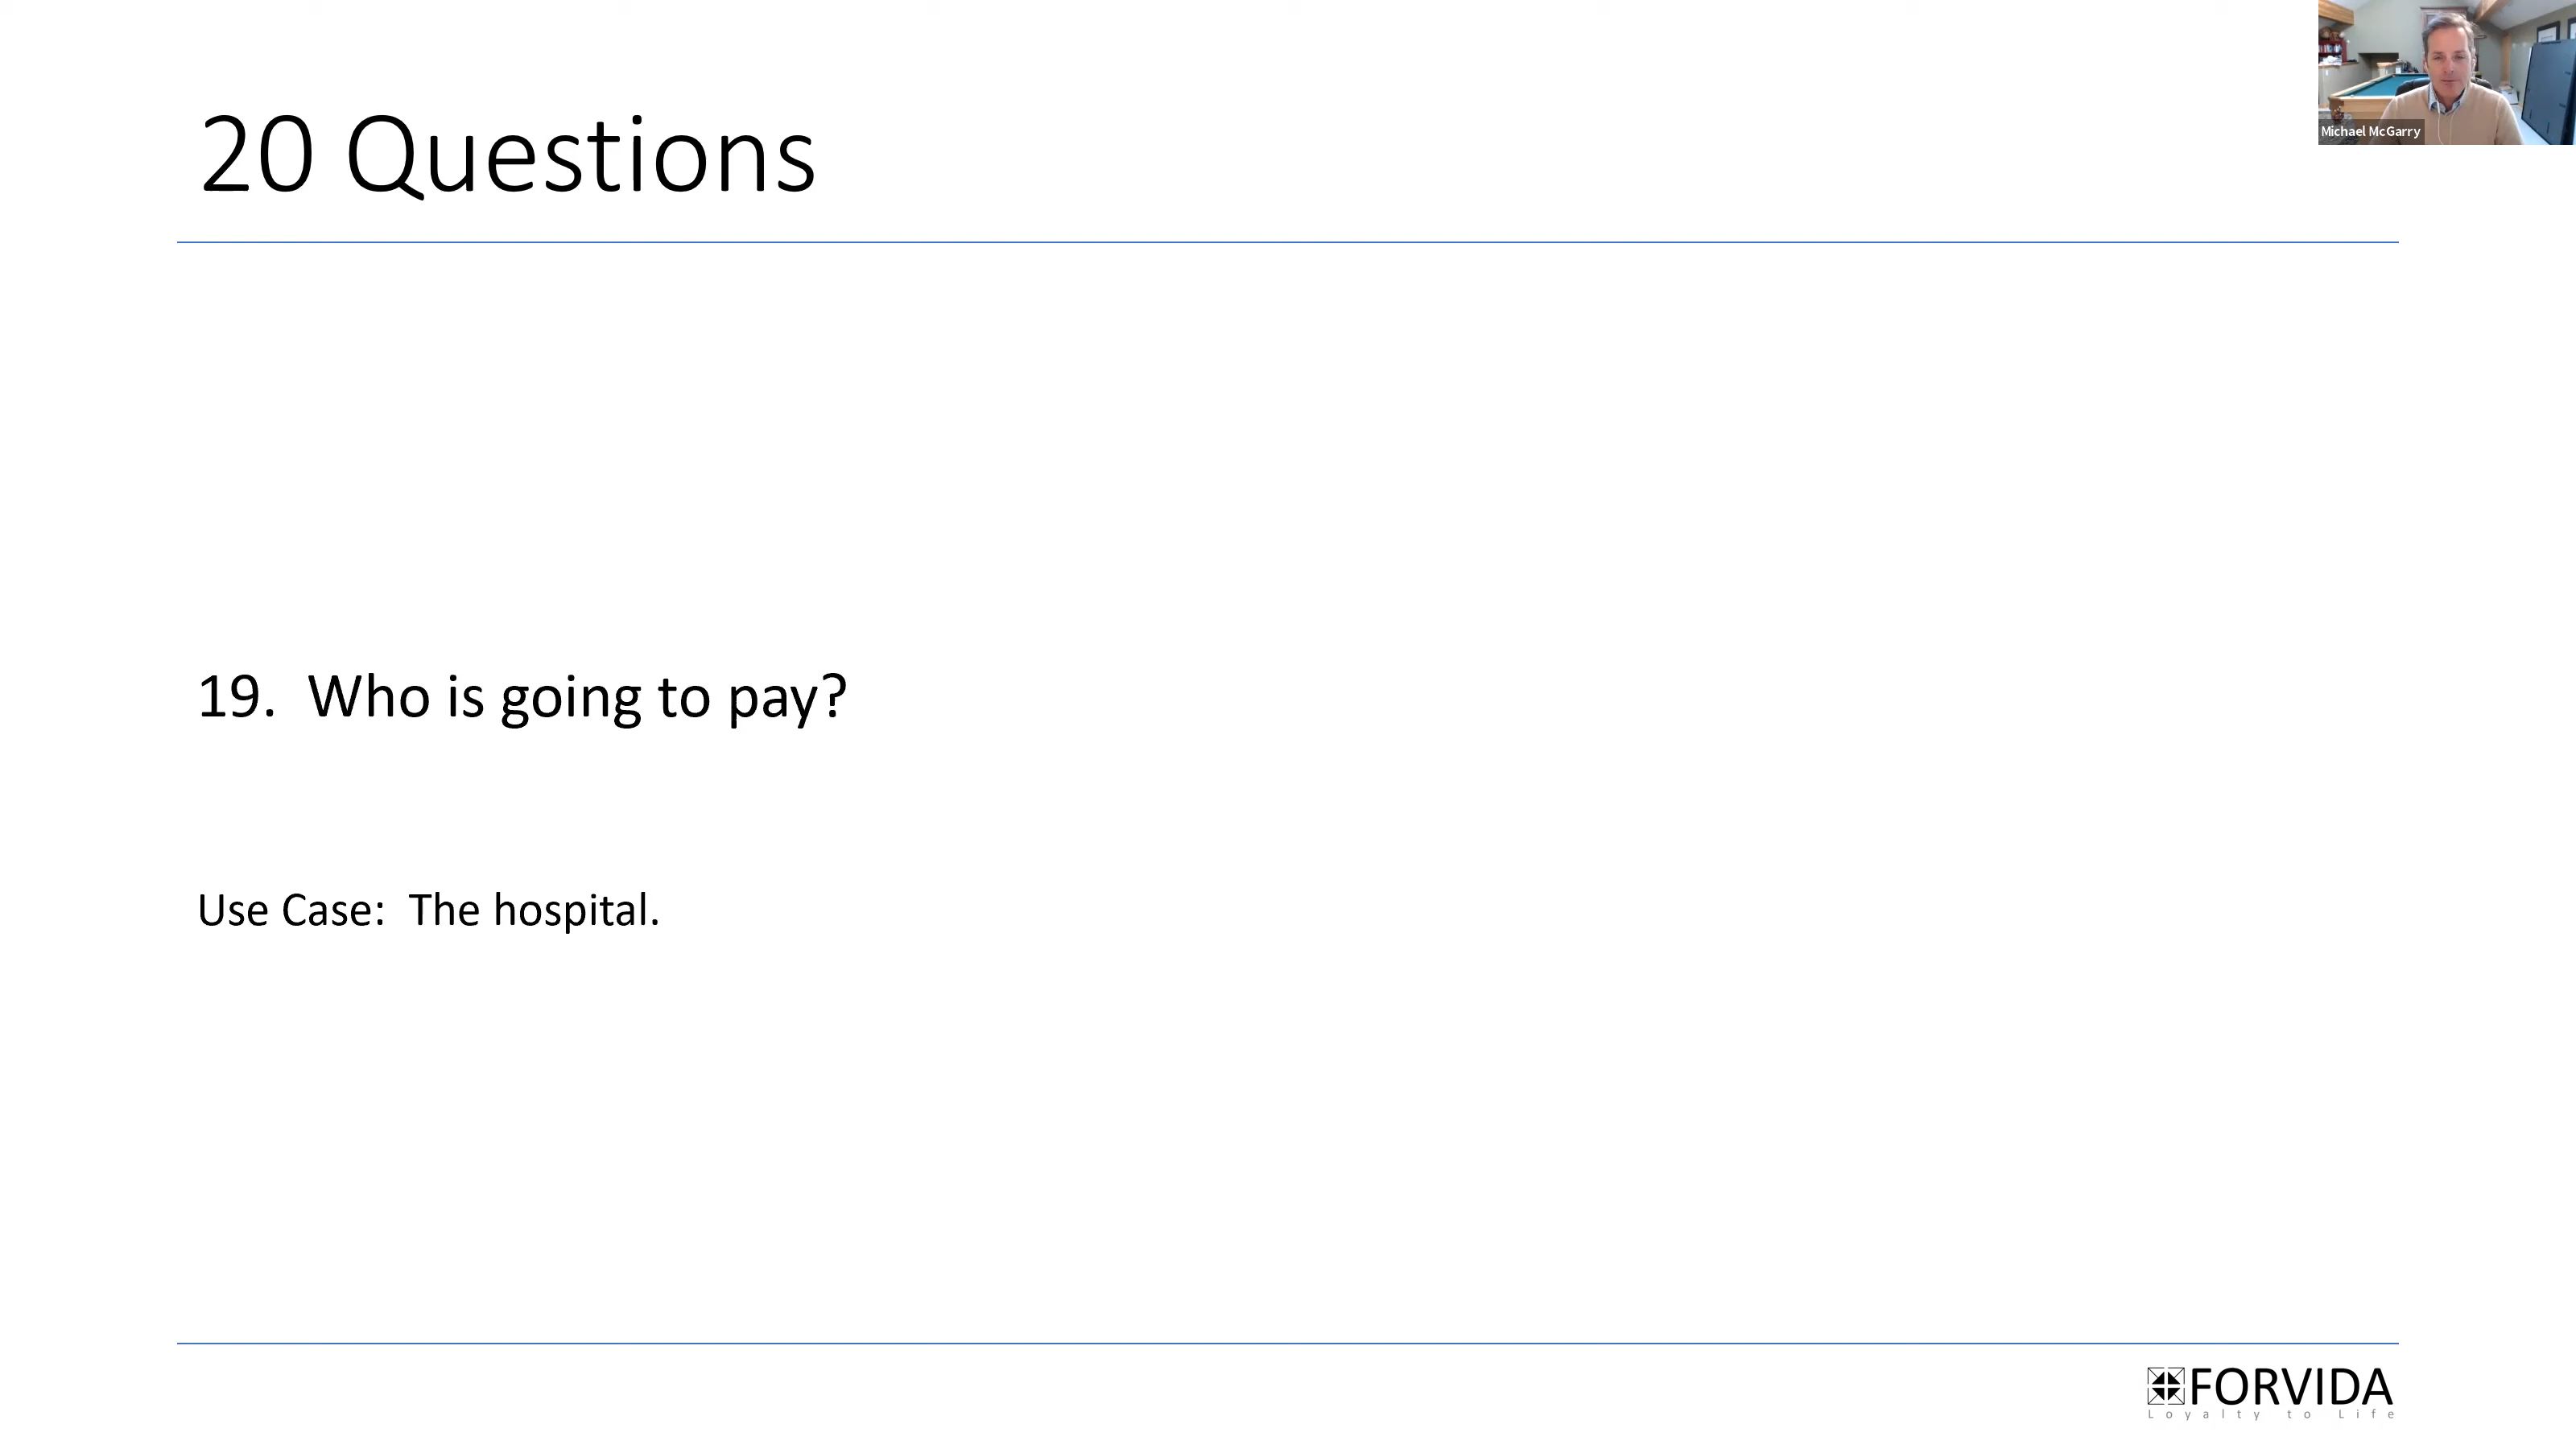 20 Questions
Michael McGarry
19. Who is going to pay?
Use Case: The hospital.
FORVIDA
Loyalty to Life